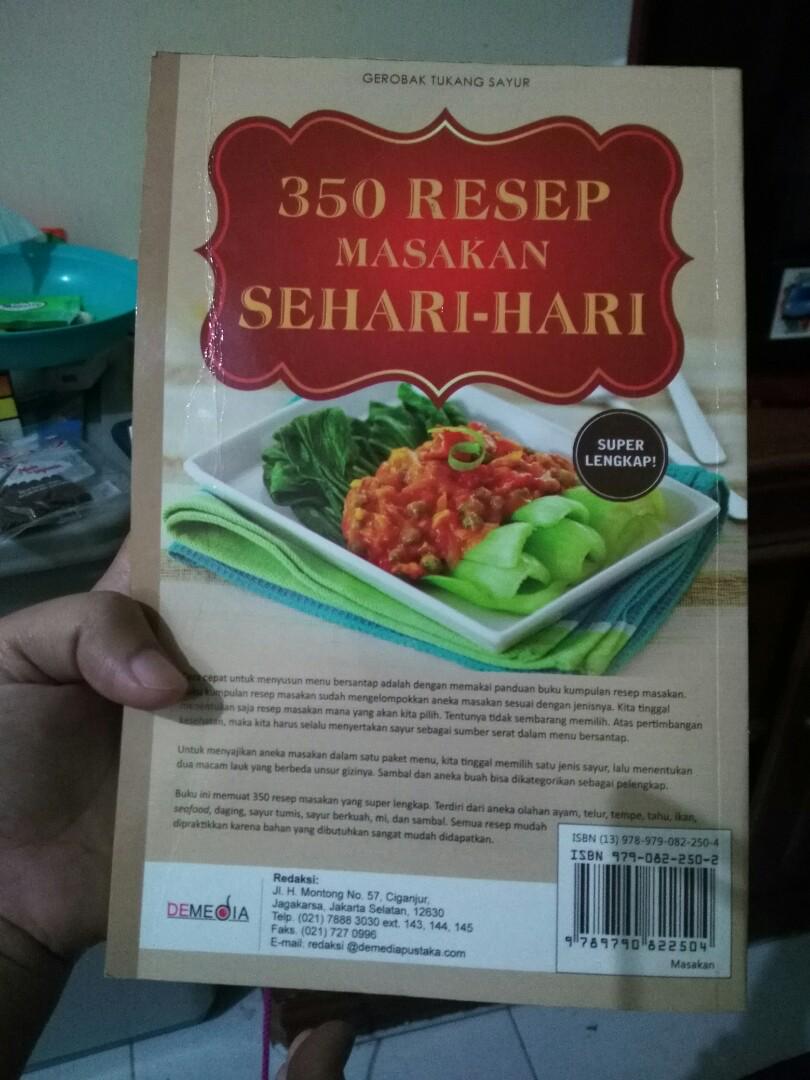 GEROBAK TUKANG SAYUR
350 RESEP
MASAKAN
SEHARI-HARI
SUPER
LENGKAP!
cepat untuk menyusun menu bersantap adalah dengan memakai panduan buku kumpulan resep masakan.
kumpulan resep masakan sudah mengelompokkan aneka masakan sesuai dengan jenisnya. Kita tinggal
menentukan saja resep masakan mana yang akan kita pilih. Tentunya tidak sembarang memilih. Atas pertimbangan
kesehatan, maka kita harus selalu menyertakan sayur sebagai sumber serat dalam menu bersantap.
Untuk menyajikan aneka masakan dalam satu paket menu, kita tinggal memilih satu jenis sayur, lalu menentukan
dua macam lauk yang berbeda unsur gizinya. Sambal dan aneka buah bisa dikategorikan sebagai pelengkap.
Buku ini memuat 350 resep masakan yang super lengkap. Terdiri dari aneka olahan ayam, telur, tempe, tahu, ikan,
seafood, daging, sayur tumis, sayur berkuah, mi, dan sambal. Semua resep mudah
dipraktikkan karena bahan yang dibutuhkan sangat mudah didapatkan.
DEMEDIA
Redaksi:
Jl. H. Montong No. 57, Ciganjur,
Jagakarsa, Jakarta Selatan, 12630
Telp. (021) 7888 3030 ext. 143, 144, 145
Faks. (021) 727 0996
E-mail: redaksi @demediapustaka.com
ISBN (13) 978-979-082-250-4
ISBN 979-082-250-2
9 789790 822504
Masakan